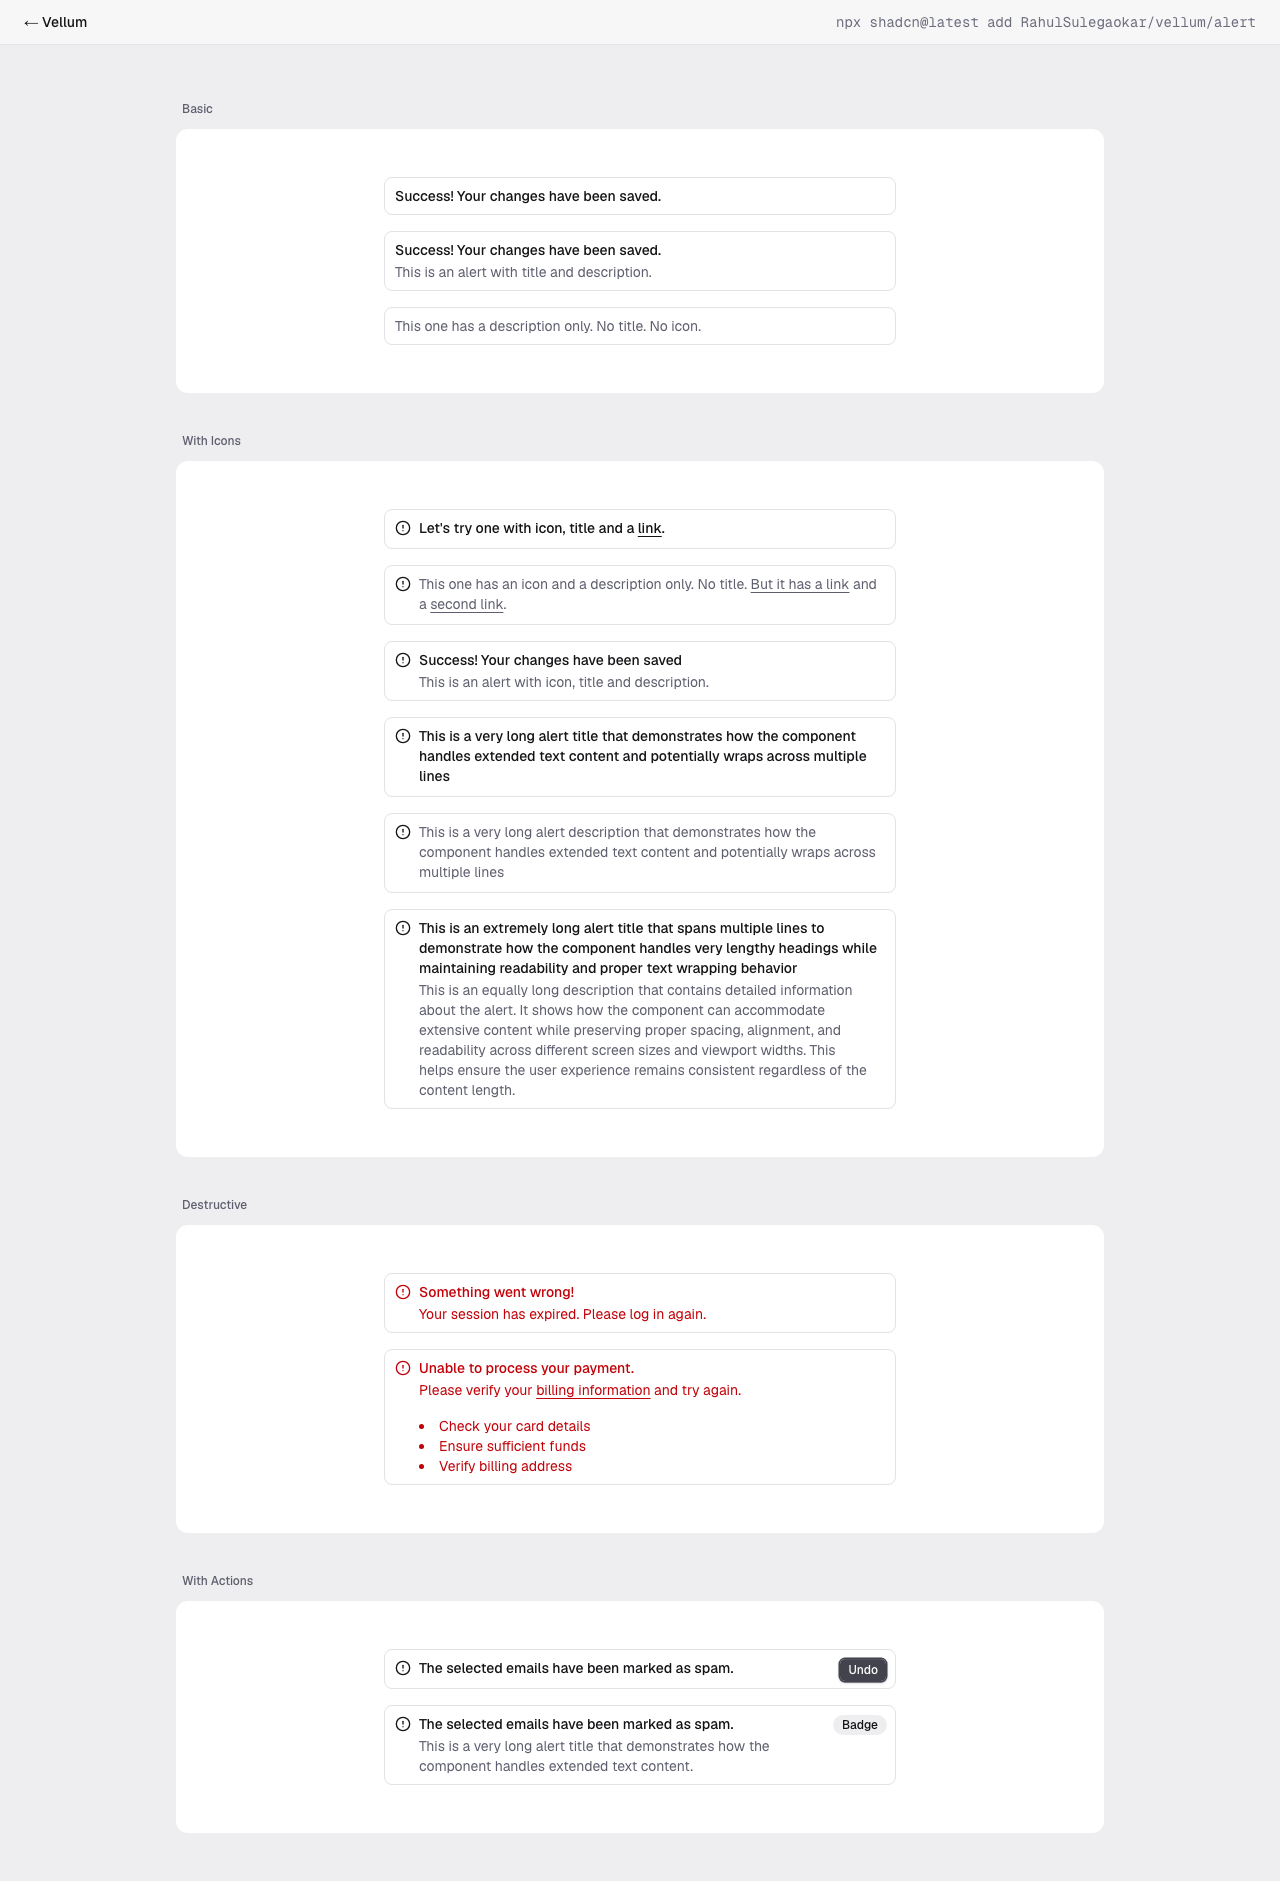 ← Vellum
npx shadcn@latest add RahulSulegaokar/vellum/alert
Basic
Success! Your changes have been saved.
Success! Your changes have been saved.
This is an alert with title and description.
This one has a description only. No title. No icon.
With Icons
Let's try one with icon, title and a link.
This one has an icon and a description only. No title. But it has a link and
a second link.
Success! Your changes have been saved
This is an alert with icon, title and description.
This is a very long alert title that demonstrates how the component
handles extended text content and potentially wraps across multiple
lines
This is a very long alert description that demonstrates how the
component handles extended text content and potentially wraps across
multiple lines
This is an extremely long alert title that spans multiple lines to
demonstrate how the component handles very lengthy headings while
maintaining readability and proper text wrapping behavior
This is an equally long description that contains detailed information
about the alert. It shows how the component can accommodate
extensive content while preserving proper spacing, alignment, and
readability across different screen sizes and viewport widths. This
helps ensure the user experience remains consistent regardless of the
content length.
Destructive
Something went wrong!
Your session has expired. Please log in again.
Unable to process your payment.
Please verify your billing information and try again.
• Check your card details
• Ensure sufficient funds
• Verify billing address
With Actions
The selected emails have been marked as spam.
Undo
The selected emails have been marked as spam.
Badge
This is a very long alert title that demonstrates how the
component handles extended text content.